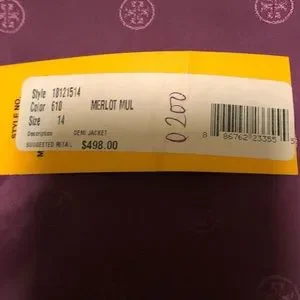 STYLE NO.
Style 18121514
Color 610 MERLOT MUL
Size 14
Description DEMI JACKET
SUGGESTED RETAIL $498.00
0200
8 86762 23355 5
M